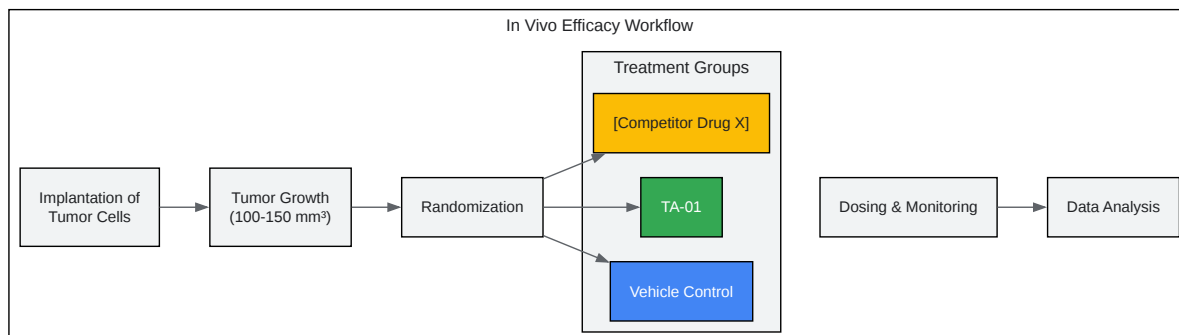 In Vivo Efficacy Workflow
Treatment Groups
[Competitor Drug X]
Implantation of
Tumor Cells
Tumor Growth
(100-150 mm³)
Randomization
TA-01
Dosing & Monitoring
Data Analysis
Vehicle Control